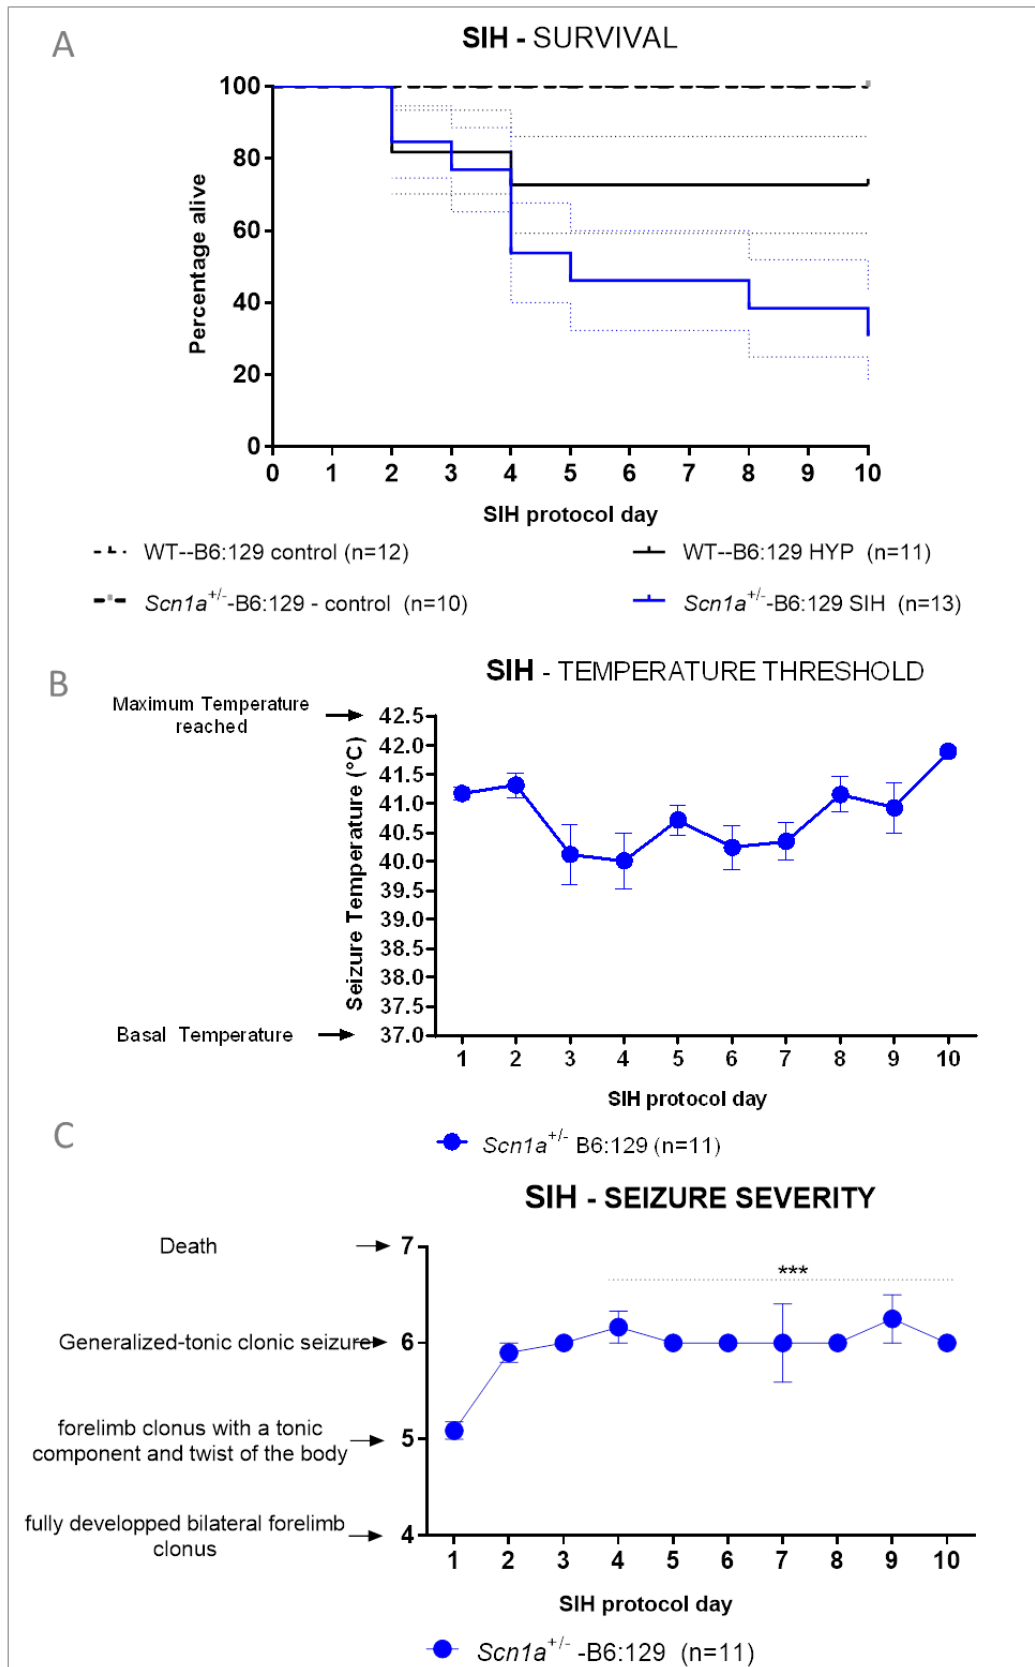 A
SIH - SURVIVAL
100
80
60
40
20
0
Percentage alive
0 1 2 3 4 5 6 7 8 9 10
SIH protocol day
WT--B6:129 control (n=12)
WT--B6:129 HYP (n=11)
Scn1a+/--B6:129 - control (n=10)
Scn1a+/--B6:129 SIH (n=13)
B
SIH - TEMPERATURE THRESHOLD
Maximum Temperature
reached
42.5
42.0
41.5
41.0
40.5
40.0
39.5
39.0
38.5
38.0
37.5
37.0
Seizure Temperature (°C)
Basal Temperature
1 2 3 4 5 6 7 8 9 10
SIH protocol day
Scn1a+/- B6:129 (n=11)
C
SIH - SEIZURE SEVERITY
Death
7
***
Generalized-tonic clonic seizure
6
forelimb clonus with a tonic
component and twist of the body
5
fully developped bilateral forelimb
clonus
4
1 2 3 4 5 6 7 8 9 10
SIH protocol day
Scn1a+/- -B6:129 (n=11)